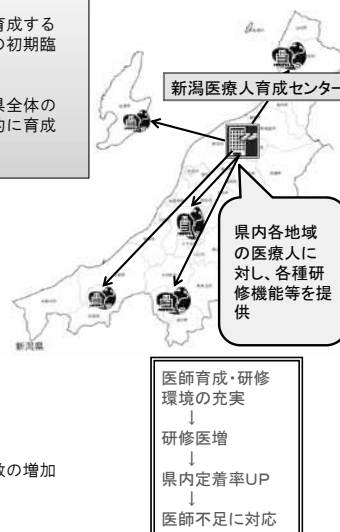 育成する
の初期臨
県全体の
的に育成
新潟医療人育成センター
県内各地域
の医療人に
対し、各種研
修機能等を提
供
新潟県
医師育成・研修
環境の充実
↓
研修医増
↓
県内定着率UP
↓
医師不足に対応
数の増加